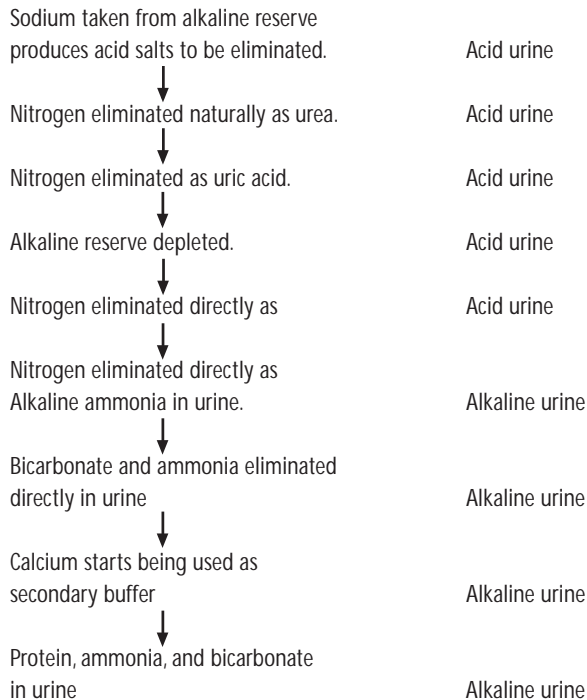 Sodium taken from alkaline reserve
produces acid salts to be eliminated. Acid urine
Nitrogen eliminated naturally as urea. Acid urine
Nitrogen eliminated as uric acid. Acid urine
Alkaline reserve depleted. Acid urine
Nitrogen eliminated directly as Acid urine
Nitrogen eliminated directly as
Alkaline ammonia in urine. Alkaline urine
Bicarbonate and ammonia eliminated
directly in urine Alkaline urine
Calcium starts being used as
secondary buffer Alkaline urine
Protein, ammonia, and bicarbonate
in urine Alkaline urine